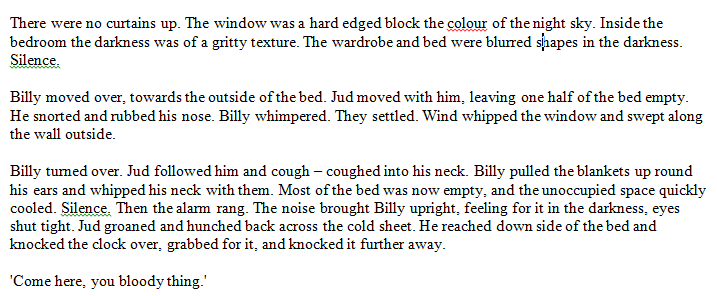 There were no curtains up. The window was a hard edged block the colour of the night sky. Inside the
bedroom the darkness was of a gritty texture. The wardrobe and bed were blurred shapes in the darkness.
Silence.
Billy moved over, towards the outside of the bed. Jud moved with him, leaving one half of the bed empty.
He snorted and rubbed his nose. Billy whimpered. They settled. Wind whipped the window and swept along
the wall outside.
Billy turned over. Jud followed him and cough – coughed into his neck. Billy pulled the blankets up round
his ears and whipped his neck with them. Most of the bed was now empty, and the unoccupied space quickly
cooled. Silence. Then the alarm rang. The noise brought Billy upright, feeling for it in the darkness, eyes
shut tight. Jud groaned and hunched back across the cold sheet. He reached down side of the bed and
knocked the clock over, grabbed for it, and knocked it further away.
'Come here, you bloody thing.'